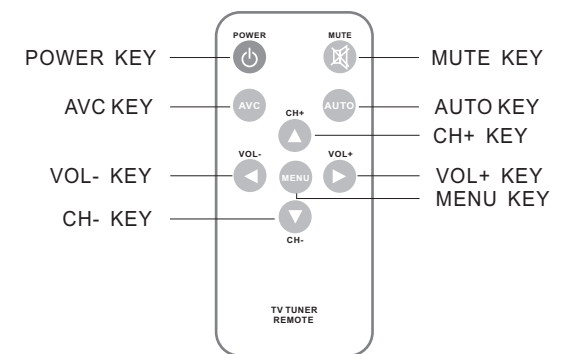 POWER MUTE
POWER KEY MUTE KEY
AVC KEY AVC AUTO AUTO KEY
CH+
CH+ KEY
VOL- VOL+
VOL- KEY MENU VOL+ KEY
MENU KEY
CH- KEY
CH-
TV TUNER
REMOTE